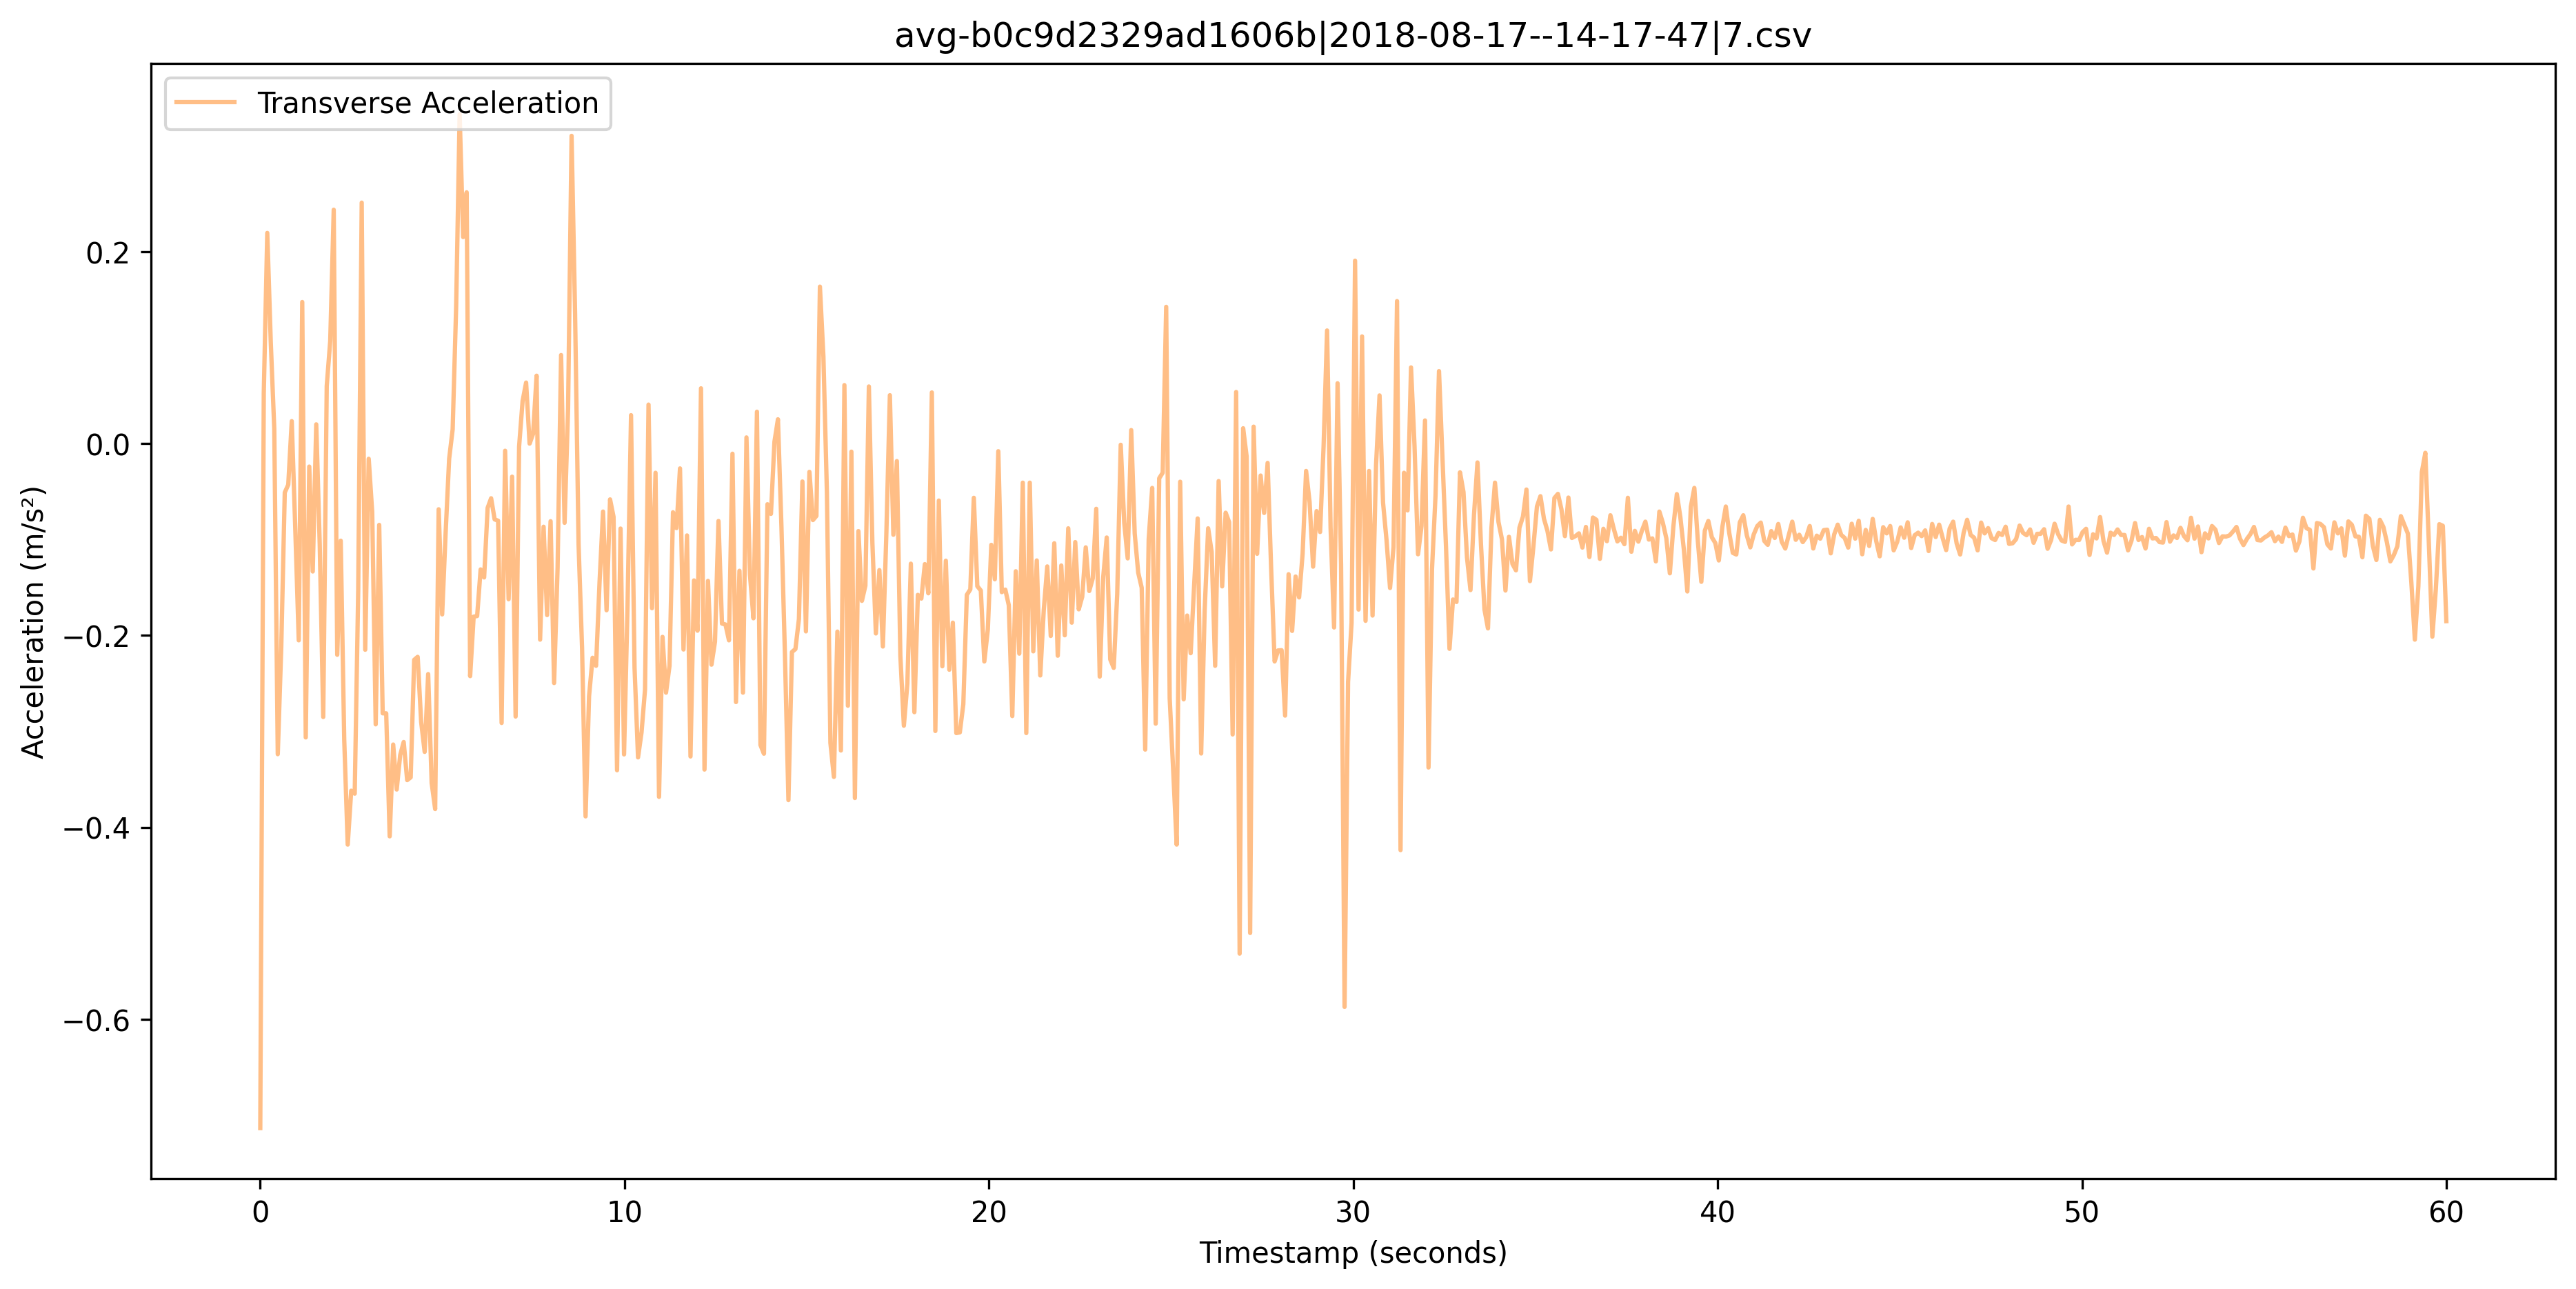 avg-b0c9d2329ad1606b|2018-08-17--14-17-47|7.csv
Transverse Acceleration
Acceleration (m/s²)
0.2
0.0
−0.2
−0.4
−0.6
0 10 20 30 40 50 60
Timestamp (seconds)